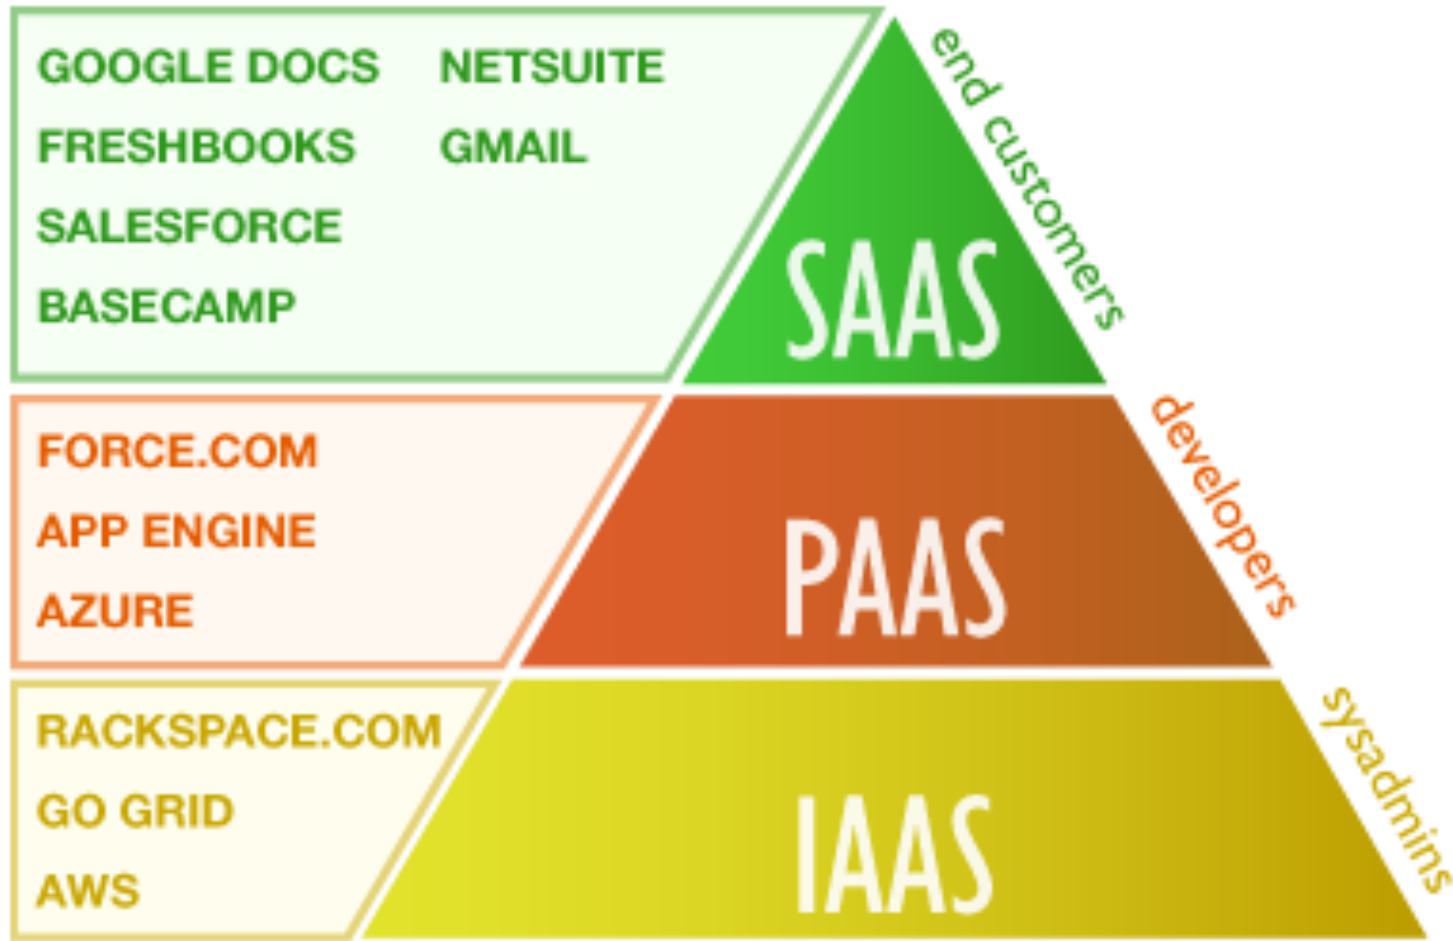 GOOGLE DOCS NETSUITE
FRESHBOOKS GMAIL
SALESFORCE
BASECAMP
SAAS
end customers
FORCE.COM
APP ENGINE
AZURE
PAAS
developers
RACKSPACE.COM
GO GRID
AWS
IAAS
sysadmins